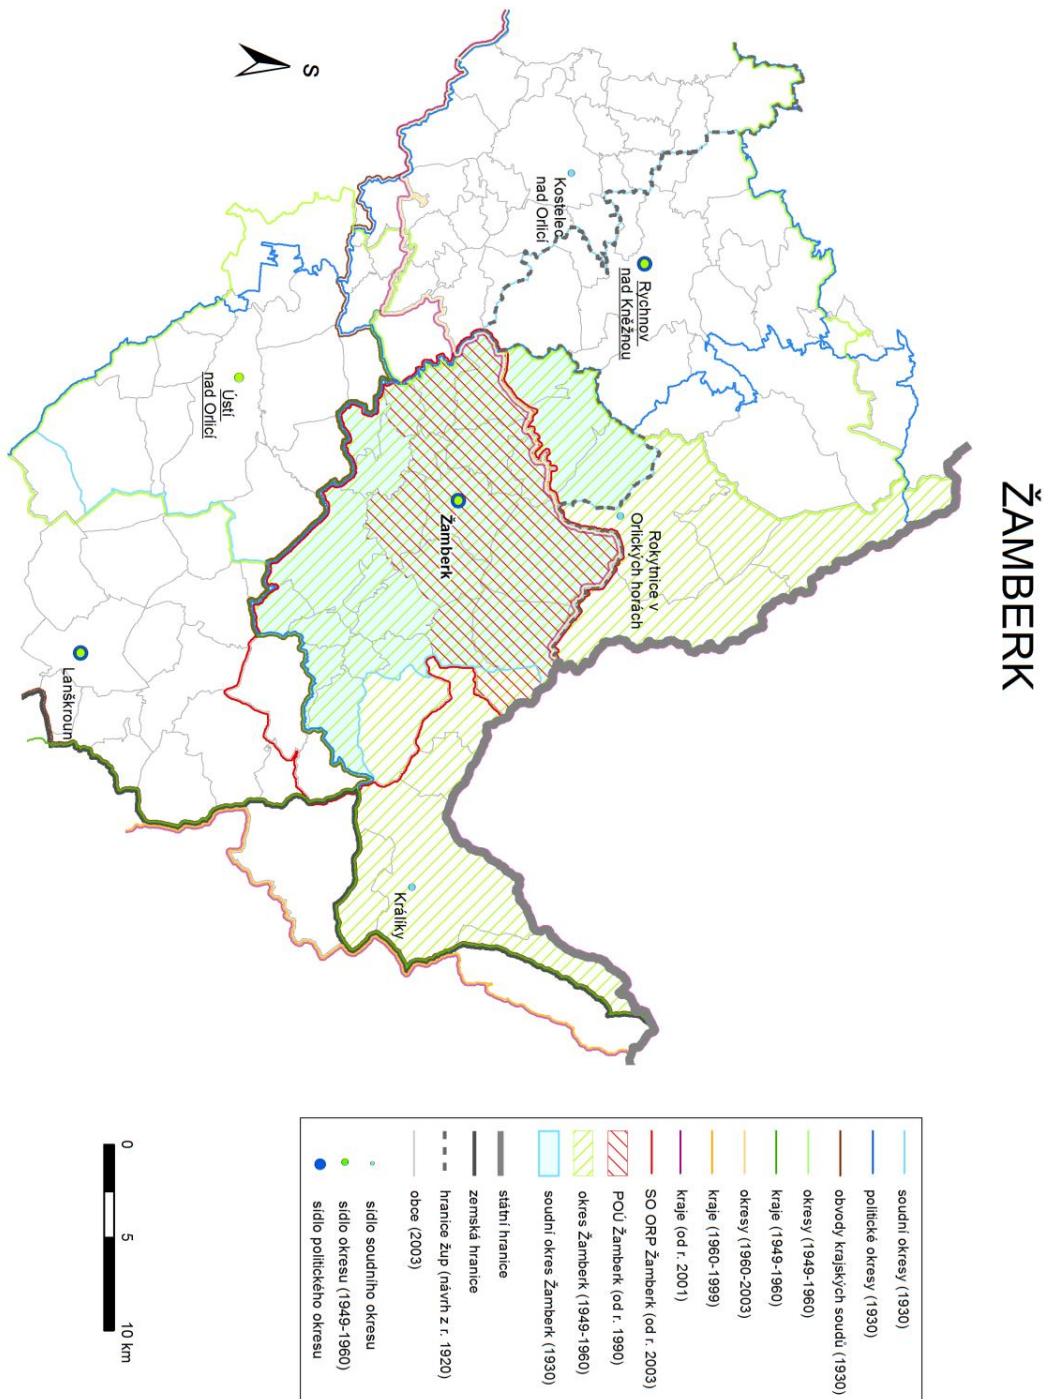 ŽAMBERK
S
Kostelec
nad Orlicí
Rychnov
nad Kněžnou
Ústí
nad Orlicí
Žamberk
Rokytnice v
Orlických horách
Lanškroun
Králíky
soudní okresy (1930)
politické okresy (1930)
obvody krajských soudů (1930)
okresy (1949-1960)
kraje (1949-1960)
okresy (1960-2003)
kraje (1960-1999)
kraje (od r. 2001)
SO ORP Žamberk (od r. 2003)
POÚ Žamberk (od r. 1990)
okres Žamberk (1949-1960)
soudní okres Žamberk (1930)
státní hranice
zemská hranice
hranice žup (návrh z r. 1920)
obce (2003)
sídlo soudního okresu
sídlo okresu (1949-1960)
sídlo politického okresu
0 5 10 km